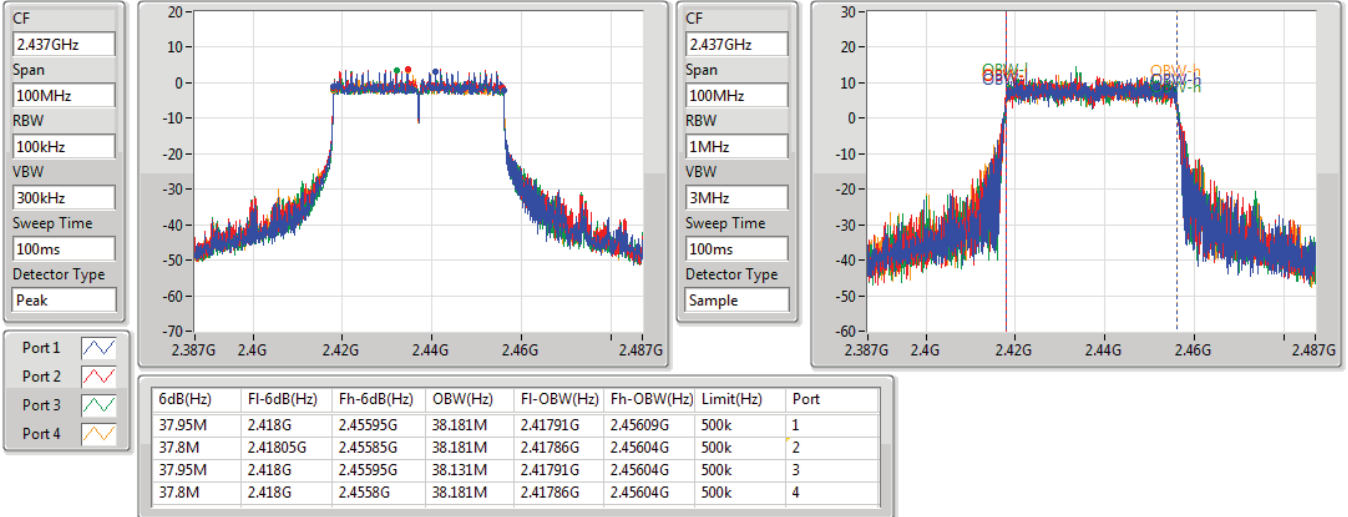 CF
2.437GHz
Span
100MHz
RBW
100kHz
VBW
300kHz
Sweep Time
100ms
Detector Type
Peak
20
10
0
-10
-20
-30
-40
-50
-60
-70
2.387G 2.4G 2.42G 2.44G 2.46G 2.487G
CF
2.437GHz
Span
100MHz
RBW
1MHz
VBW
3MHz
Sweep Time
100ms
Detector Type
Sample
30
20
10
0
-10
-20
-30
-40
-50
-60
OBW-h
OBW-h
2.387G 2.4G 2.42G 2.44G 2.46G 2.487G
Port 1
Port 2
Port 3
Port 4
6dB(Hz) Fl-6dB(Hz) Fh-6dB(Hz) OBW(Hz) Fl-OBW(Hz) Fh-OBW(Hz) Limit(Hz) Port
37.95M 2.418G 2.45595G 38.181M 2.41791G 2.45609G 500k 1
37.8M 2.41805G 2.45585G 38.181M 2.41786G 2.45604G 500k 2
37.95M 2.418G 2.45595G 38.131M 2.41791G 2.45604G 500k 3
37.8M 2.418G 2.4558G 38.181M 2.41786G 2.45604G 500k 4